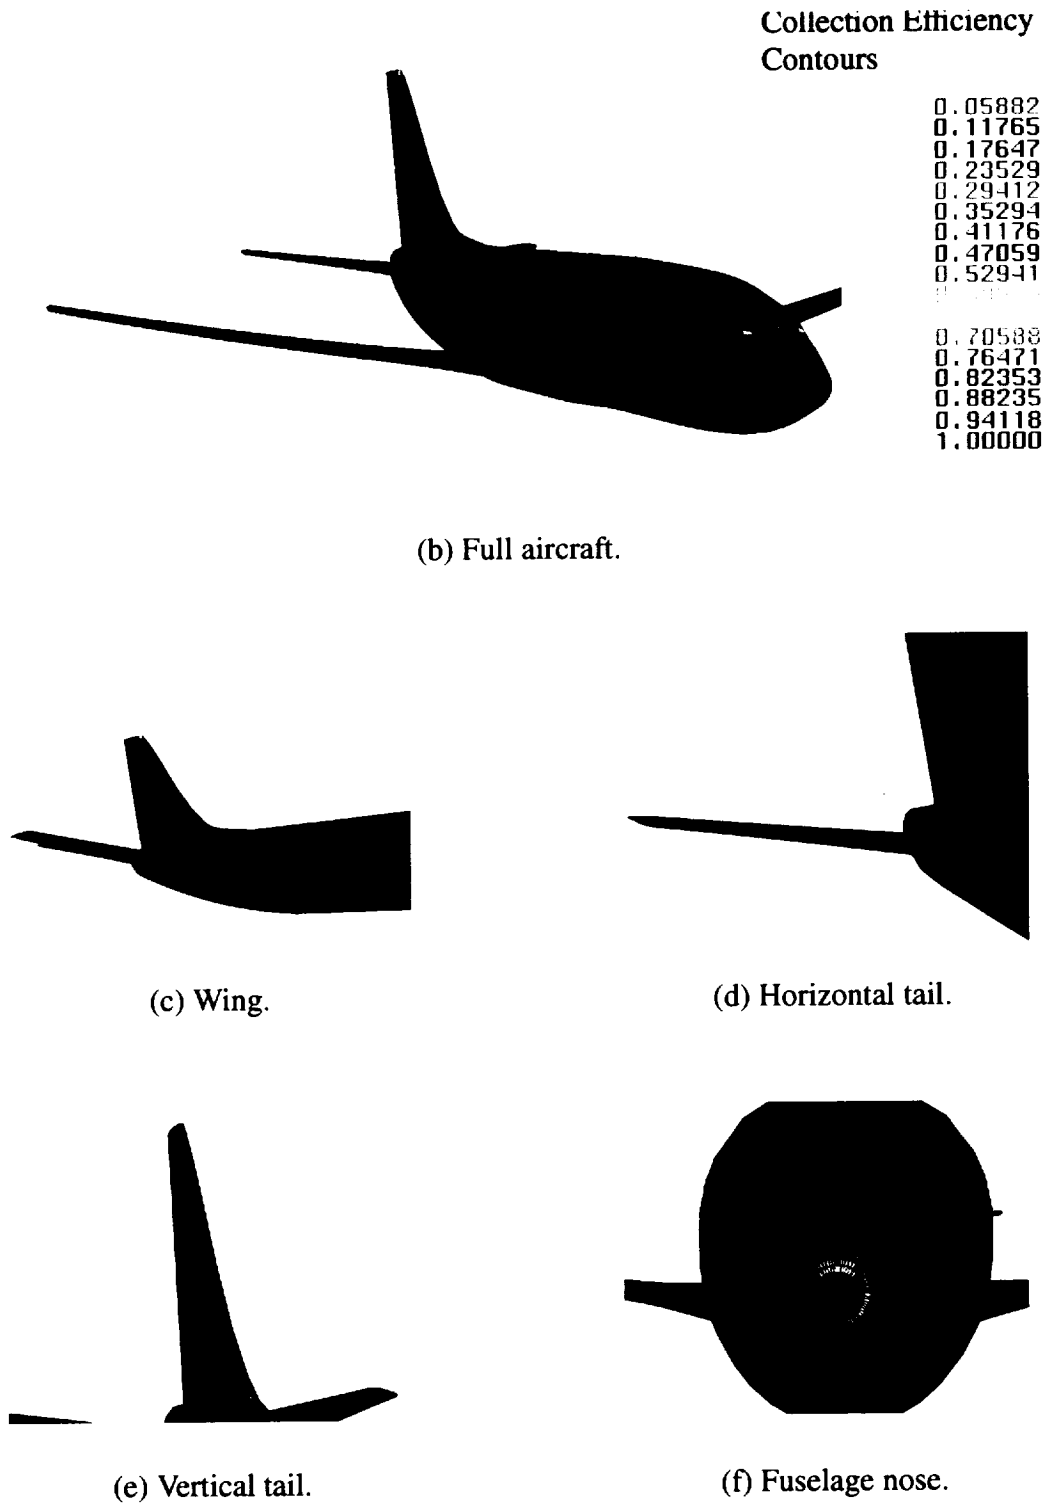 Collection Efficiency
Contours
0.05882
0.11765
0.17647
0.23529
0.29412
0.35294
0.41176
0.47059
0.52941
0.70588
0.76471
0.82353
0.88235
0.94118
1.00000
(b) Full aircraft.
(c) Wing.
(d) Horizontal tail.
(e) Vertical tail.
(f) Fuselage nose.